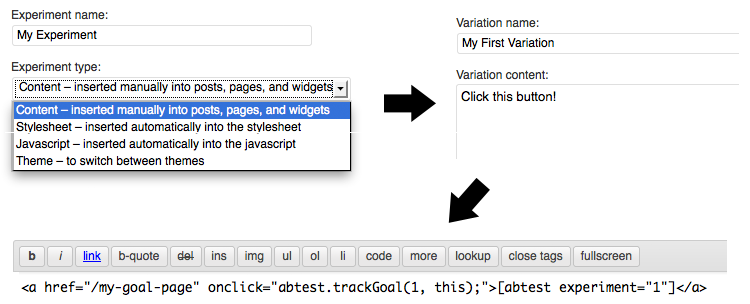 Experiment name:
My Experiment
Experiment type:
Content – inserted manually into posts, pages, and widgets
Content – inserted manually into posts, pages, and widgets
Stylesheet – inserted automatically into the stylesheet
Javascript – inserted automatically into the javascript
Theme – to switch between themes
Variation name:
My First Variation
Variation content:
Click this button!
b i link b-quote del ins img ul ol li code more lookup close tags fullscreen
<a href="/my-goal-page" onclick="abtest.trackGoal(1, this);">[abtest experiment="1"]</a>